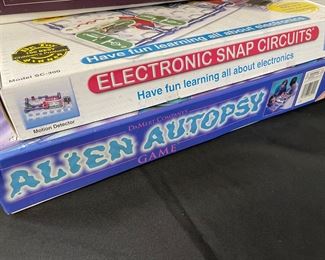 Have fun learning all about electronics
Model SC-300
ELECTRONIC SNAP CIRCUITS
Have fun learning all about electronics
Motion Detector
DaMert Company's
ALIEN AUTOPSY
GAME